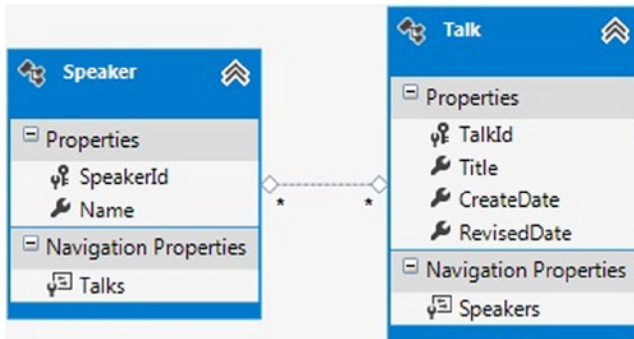 Speaker
Properties
SpeakerId
Name
Navigation Properties
Talks
* *
Talk
Properties
TalkId
Title
CreateDate
RevisedDate
Navigation Properties
Speakers